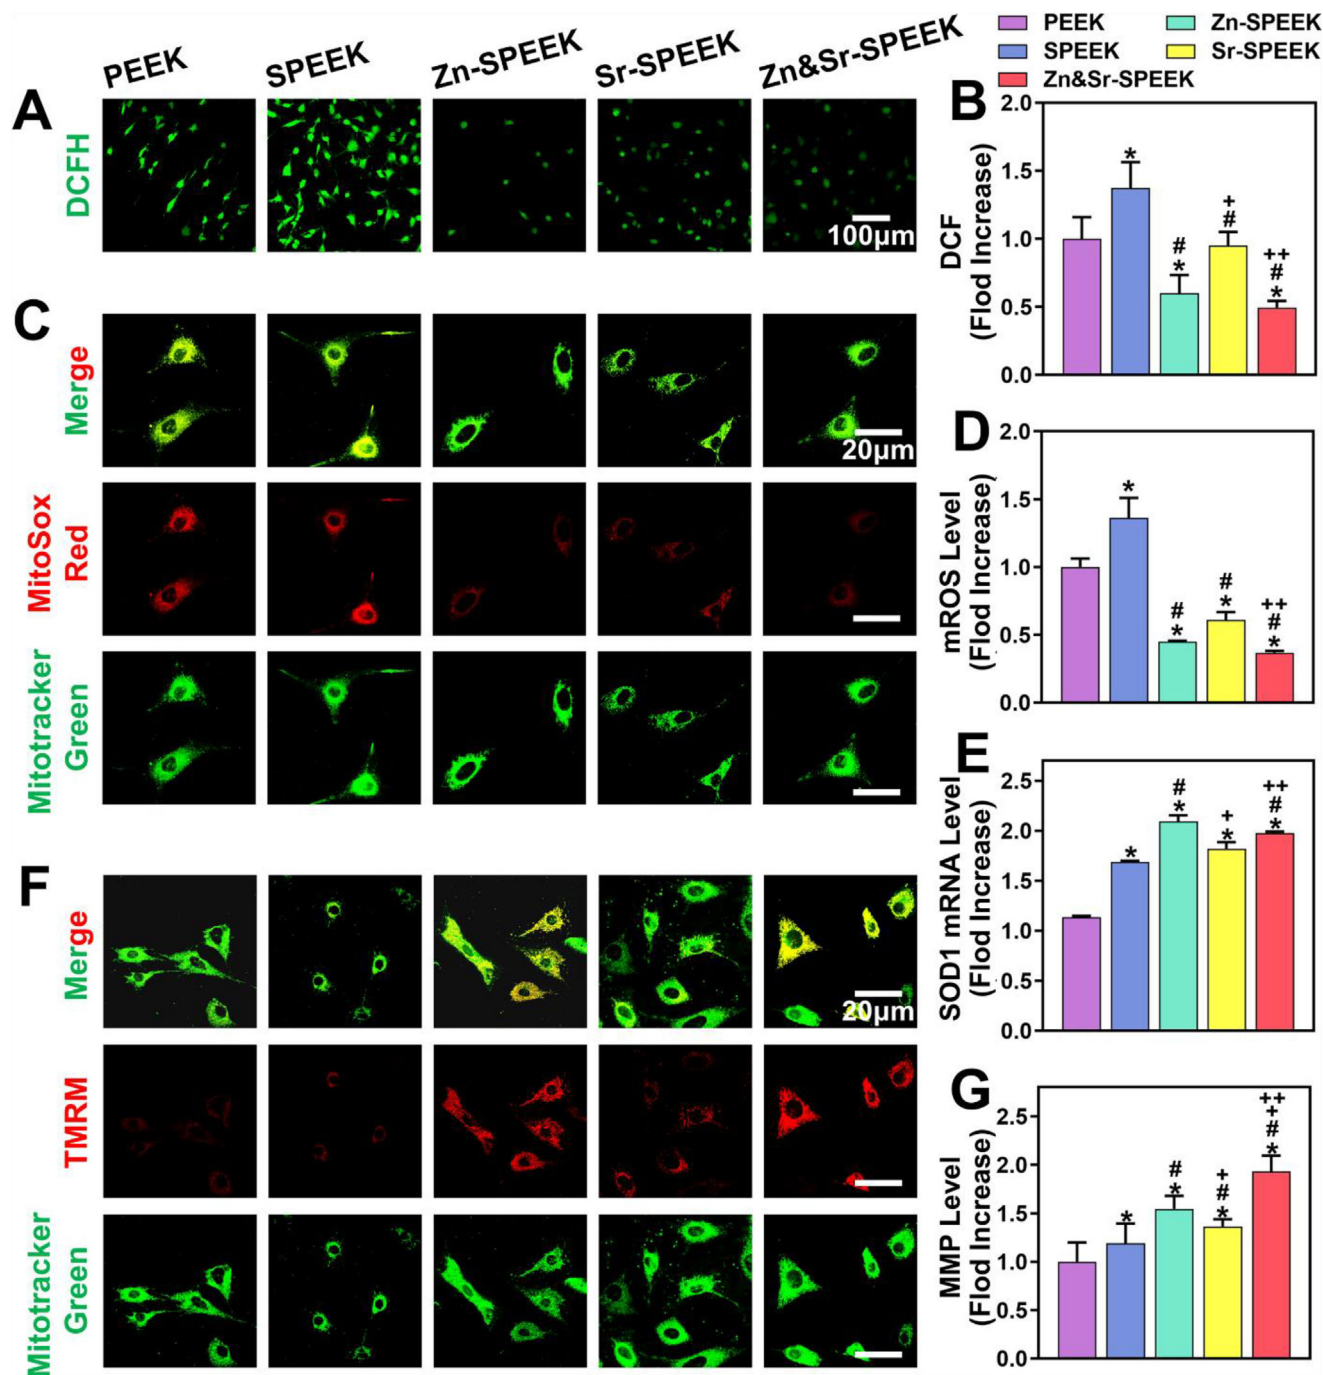 PEEK
SPEEK
Zn-SPEEK
Sr-SPEEK
Zn&Sr-SPEEK
PEEK
Zn-SPEEK
SPEEK
Sr-SPEEK
Zn&Sr-SPEEK
A
DCFH
100μm
B
DCF
(Flod Increase)
2.0
1.5
1.0
0.5
0.0
*
#
*
+
#
++
#
*
C
Merge
20μm
MitoSox
Red
Mitotracker
Green
D
mROS Level
(Flod Increase)
2.0
1.5
1.0
0.5
0.0
*
#
*
#
*
++
#
*
E
SOD1 mRNA Level
(Flod Increase)
2.5
2.0
1.5
1.0
0.5
0.0
*
#
*
+
*
++
#
*
F
Merge
20μm
TMRM
Mitotracker
Green
G
MMP Level
(Flod Increase)
2.5
2.0
1.5
1.0
0.5
0.0
*
#
*
+
#
*
++
+
#
*